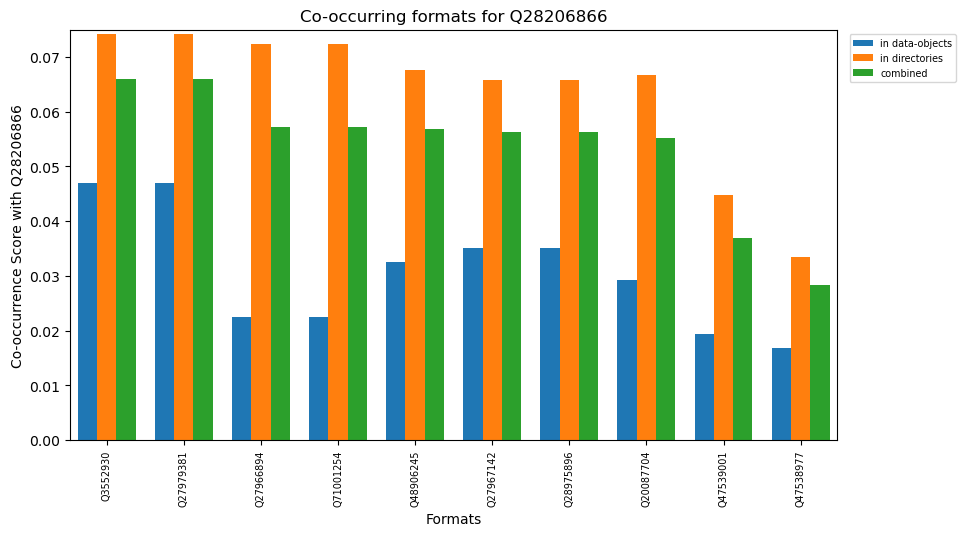 Co-occurring formats for Q28206866
in data-objects
in directories
combined
Co-occurrence Score with Q28206866
0.07
0.06
0.05
0.04
0.03
0.02
0.01
0.00
Q3552930
Q27979381
Q27966894
Q71001254
Q48906245
Q27967142
Q28975896
Q20087704
Q47539001
Q47538977
Formats